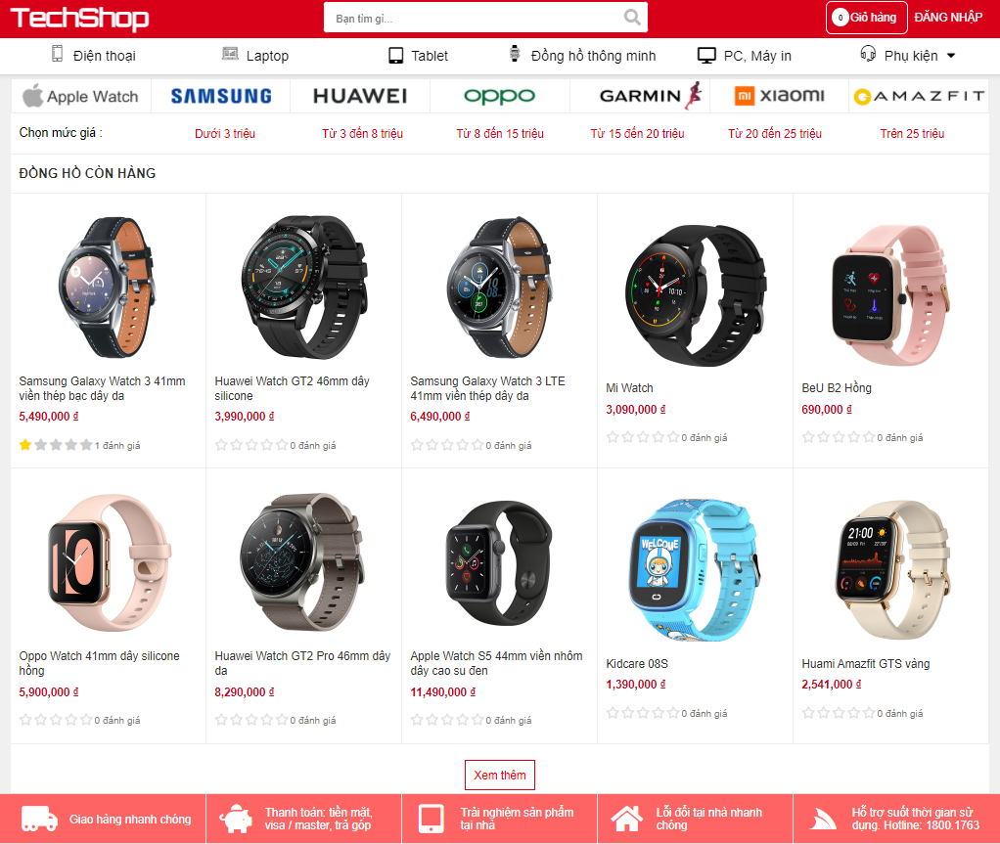 TechShop
Bạn tìm gì...
0
Giỏ hàng
ĐĂNG NHẬP
Điện thoại
Laptop
Tablet
Đồng hồ thông minh
PC, Máy in
Phụ kiện
Apple Watch
SAMSUNG
HUAWEI
oppo
GARMIN
mi xiaomi
AMAZFIT
Chọn mức giá :
Dưới 3 triệu
Từ 3 đến 8 triệu
Từ 8 đến 15 triệu
Từ 15 đến 20 triệu
Từ 20 đến 25 triệu
Trên 25 triệu
ĐỒNG HỒ CÒN HÀNG
Samsung Galaxy Watch 3 41mm
viền thép bạc dây da
5,490,000 ₫
1 đánh giá
Huawei Watch GT2 46mm dây
silicone
3,990,000 ₫
0 đánh giá
Samsung Galaxy Watch 3 LTE
41mm viền thép dây da
6,490,000 ₫
0 đánh giá
10:10
Mi Watch
3,090,000 ₫
0 đánh giá
BeU B2 Hồng
690,000 ₫
0 đánh giá
Oppo Watch 41mm dây silicone
hồng
5,900,000 ₫
0 đánh giá
Huawei Watch GT2 Pro 46mm dây
da
8,290,000 ₫
0 đánh giá
Apple Watch S5 44mm viền nhôm
dây cao su đen
11,490,000 ₫
0 đánh giá
WELCOME
Kidcare 08S
1,390,000 ₫
0 đánh giá
21:00
Huami Amazfit GTS vàng
2,541,000 ₫
0 đánh giá
Xem thêm
Giao hàng nhanh chóng
Thanh toán: tiền mặt,
visa / master, trả góp
Trải nghiệm sản phẩm
tại nhà
Lỗi đổi tại nhà nhanh
chóng
Hỗ trợ suốt thời gian sử
dụng. Hotline: 1800.1763